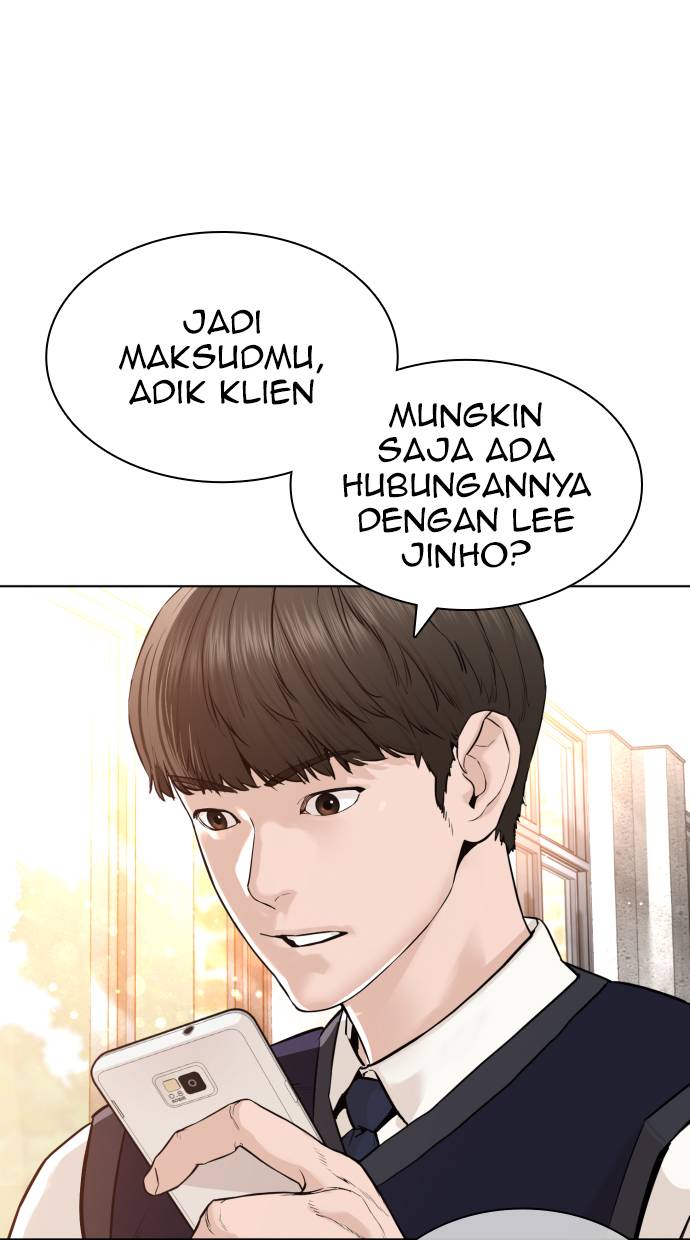 JADI
MAKSUDMU,
ADIK KLIEN
MUNGKIN
SAJA ADA
HUBUNGANNYA
DENGAN LEE
JINHO?